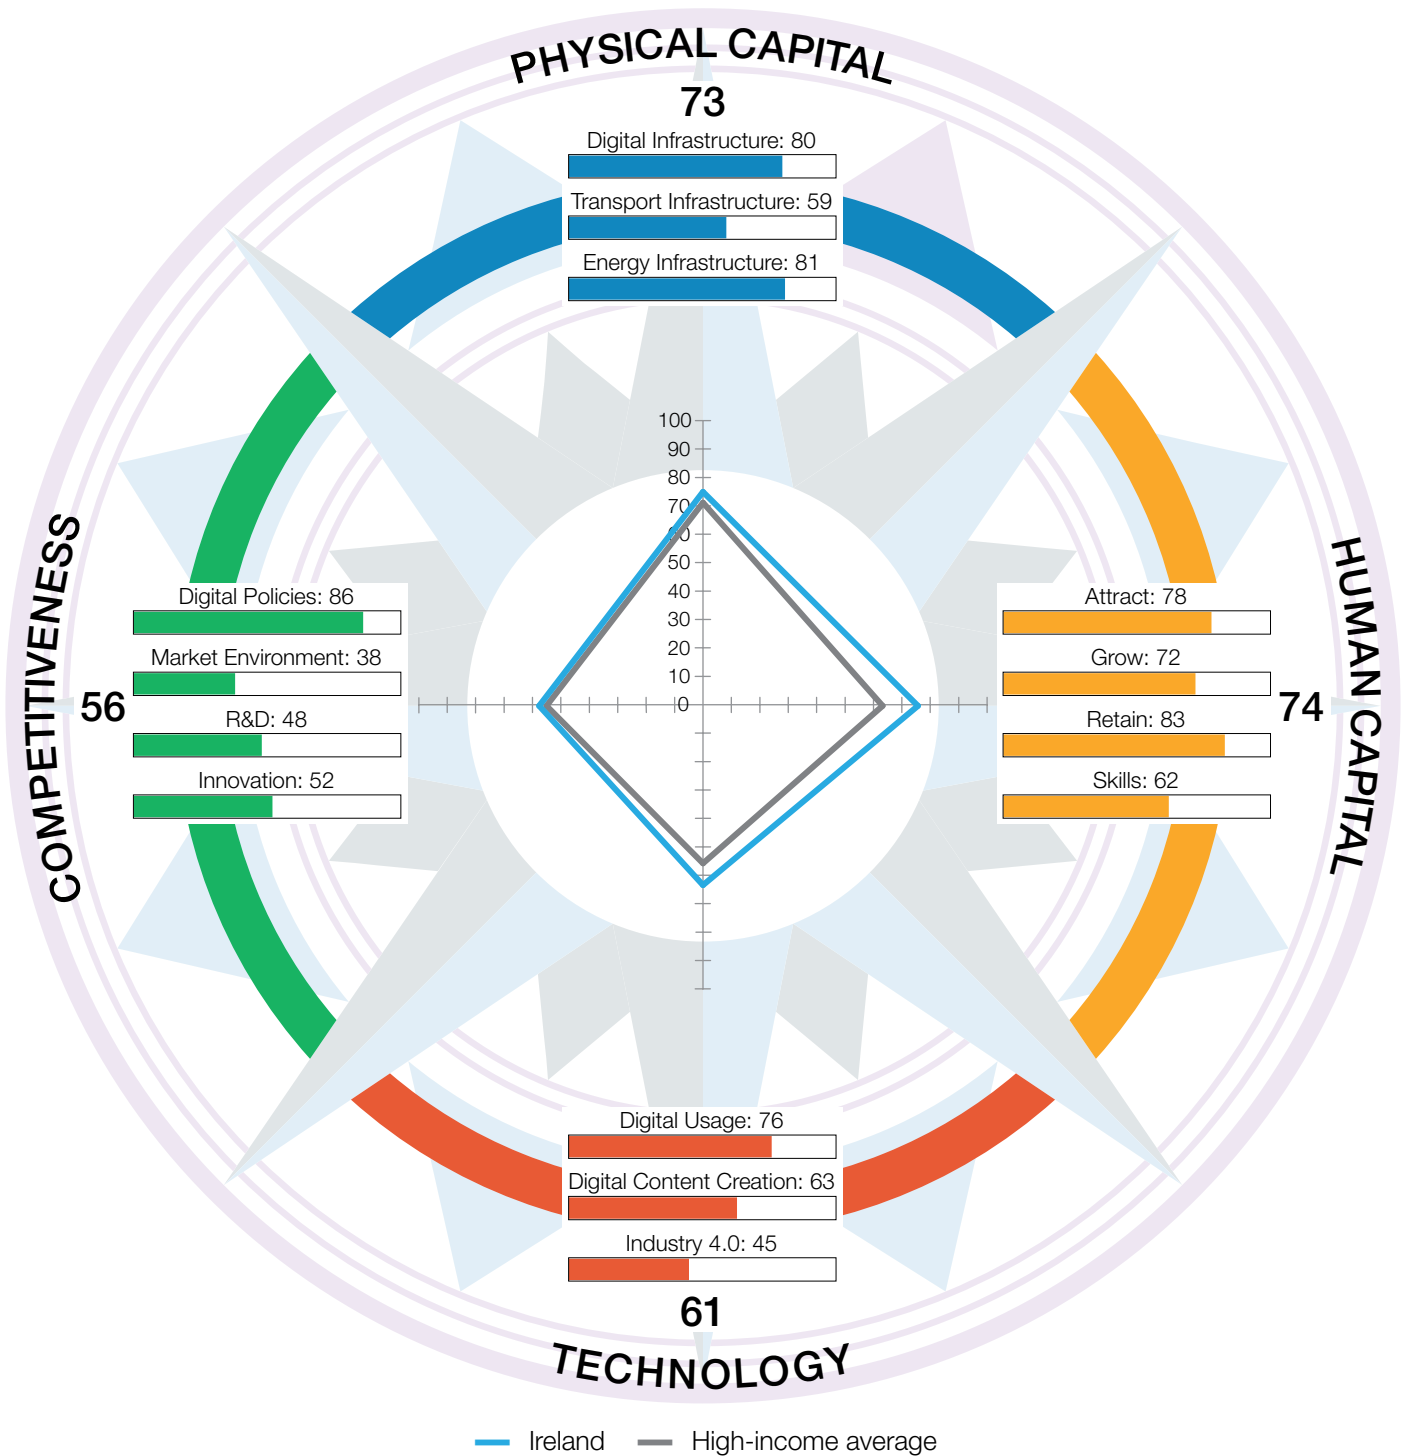 PHYSICAL CAPITAL
73
Digital Infrastructure: 80
Transport Infrastructure: 59
Energy Infrastructure: 81
100
90
80
70
60
50
40
30
20
10
0
COMPETITIVENESS
56
Digital Policies: 86
Market Environment: 38
R&D: 48
Innovation: 52
HUMAN CAPITAL
74
Attract: 78
Grow: 72
Retain: 83
Skills: 62
Digital Usage: 76
Digital Content Creation: 63
Industry 4.0: 45
61
TECHNOLOGY
Ireland
High-income average